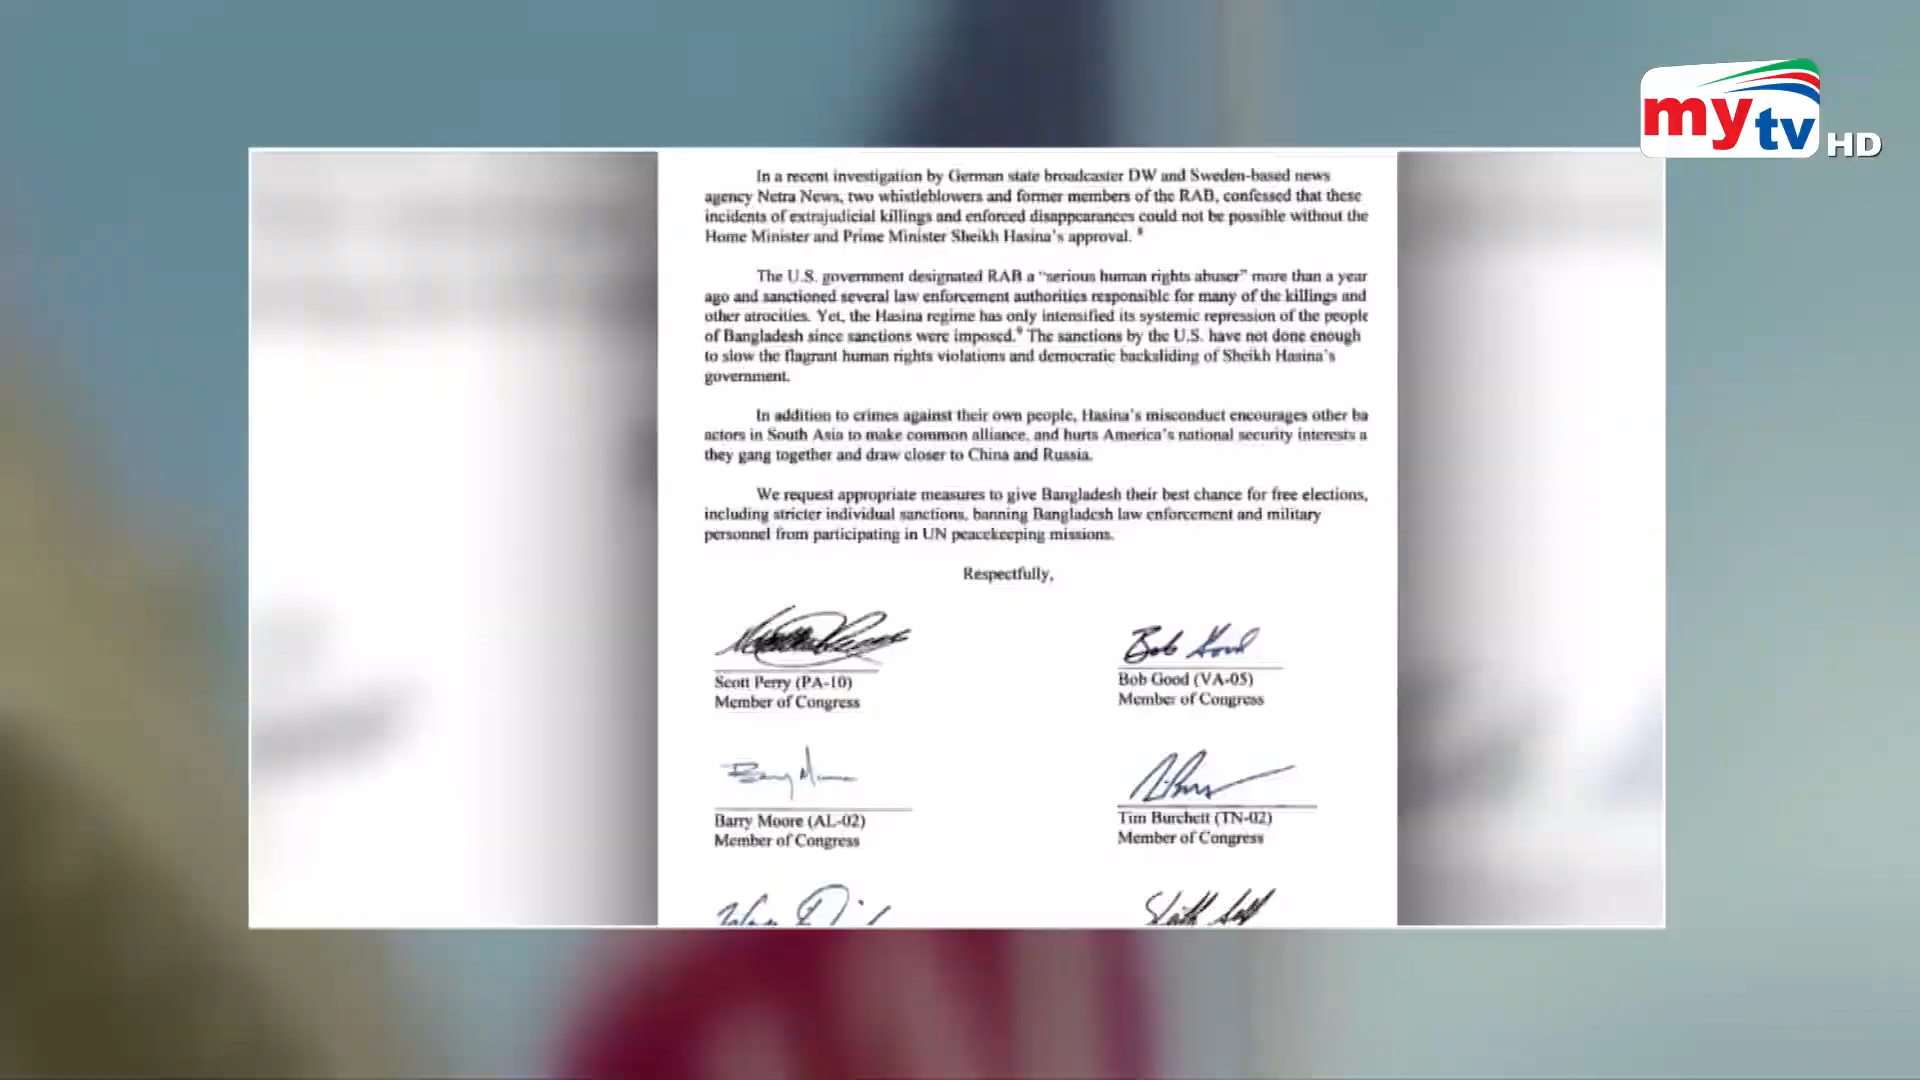 mytv HD
In a recent investigation by German state broadcaster DW and Sweden-based news
agency Netra News, two whistleblowers and former members of the RAB, confessed that these
incidents of extrajudicial killings and enforced disappearances could not be possible without the
Home Minister and Prime Minister Sheikh Hasina's approval. 8
The U.S. government designated RAB a "serious human rights abuser" more than a year
ago and sanctioned several law enforcement authorities responsible for many of the killings and
other atrocities. Yet, the Hasina regime has only intensified its systemic repression of the people
of Bangladesh since sanctions were imposed.9 The sanctions by the U.S. have not done enough
to slow the flagrant human rights violations and democratic backsliding of Sheikh Hasina's
government.
In addition to crimes against their own people, Hasina's misconduct encourages other ba
actors in South Asia to make common alliance, and hurts America's national security interests a
they gang together and draw closer to China and Russia.
We request appropriate measures to give Bangladesh their best chance for free elections,
including stricter individual sanctions, banning Bangladesh law enforcement and military
personnel from participating in UN peacekeeping missions.
Respectfully,
Bob Good
Scott Perry (PA-10)
Member of Congress
Bob Good (VA-05)
Member of Congress
Barry Moore
Barry Moore (AL-02)
Member of Congress
Tim Burchett (TN-02)
Member of Congress